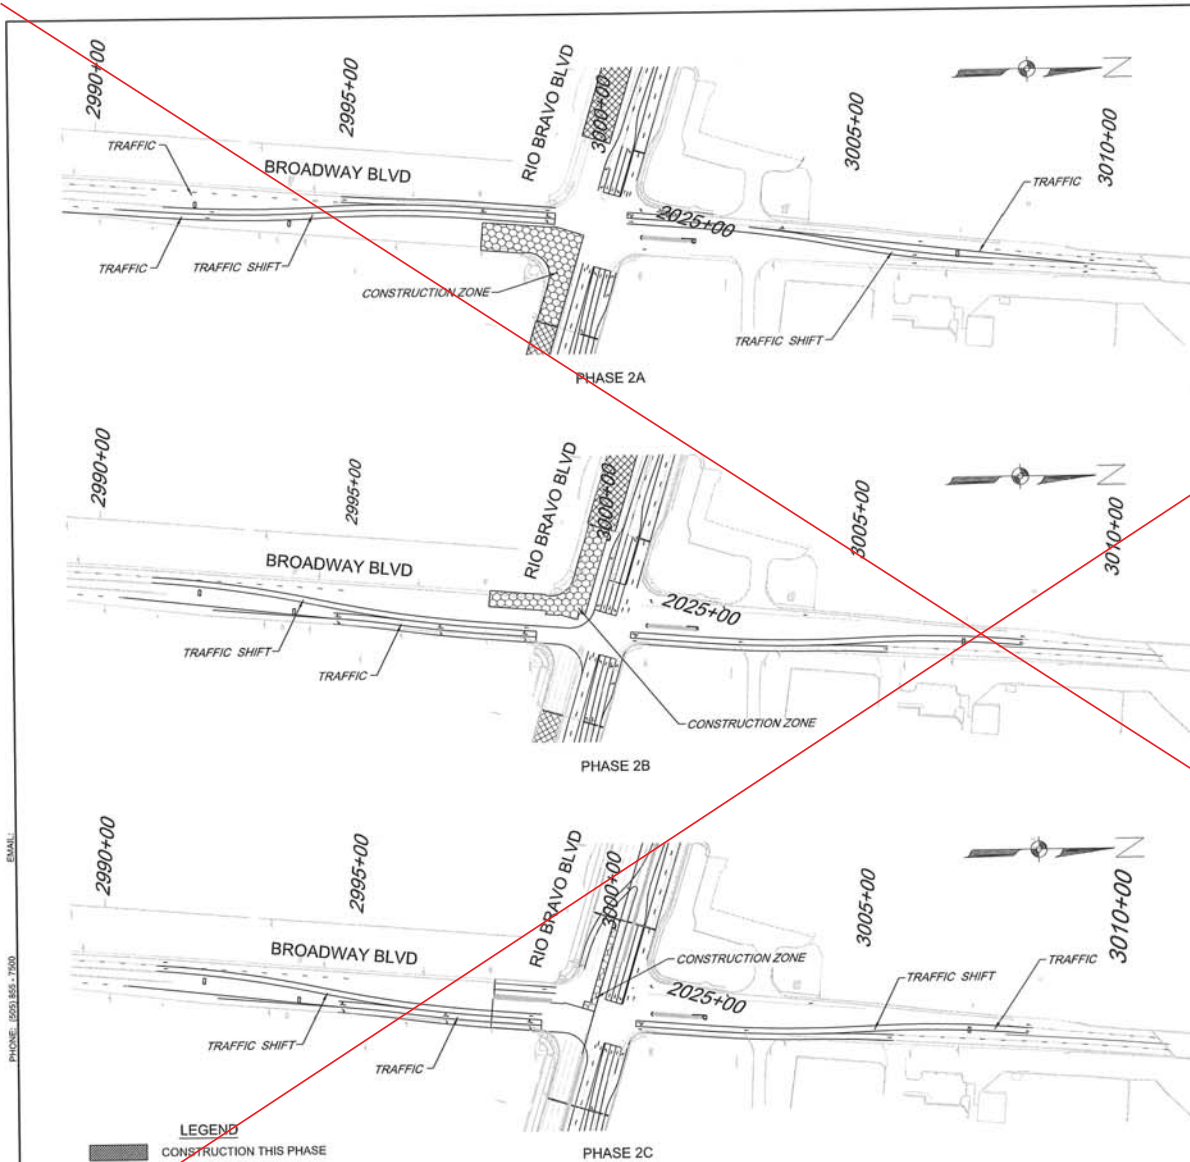 2990+00
2995+00
RIO BRAVO BLVD
3000+00
3005+00
3010+00
N
TRAFFIC
BROADWAY BLVD
TRAFFIC
2025+00
TRAFFIC
TRAFFIC SHIFT
CONSTRUCTION ZONE
TRAFFIC SHIFT
PHASE 2A
2990+00
2995+00
RIO BRAVO BLVD
3000+00
3005+00
3010+00
N
BROADWAY BLVD
2025+00
TRAFFIC SHIFT
TRAFFIC
CONSTRUCTION ZONE
PHASE 2B
2990+00
2995+00
RIO BRAVO BLVD
3000+00
3005+00
3010+00
N
BROADWAY BLVD
CONSTRUCTION ZONE
TRAFFIC SHIFT
TRAFFIC
2025+00
TRAFFIC SHIFT
TRAFFIC
PHASE 2C
LEGEND
CONSTRUCTION THIS PHASE
EMAIL:
PHONE: (505) 855 - 7500